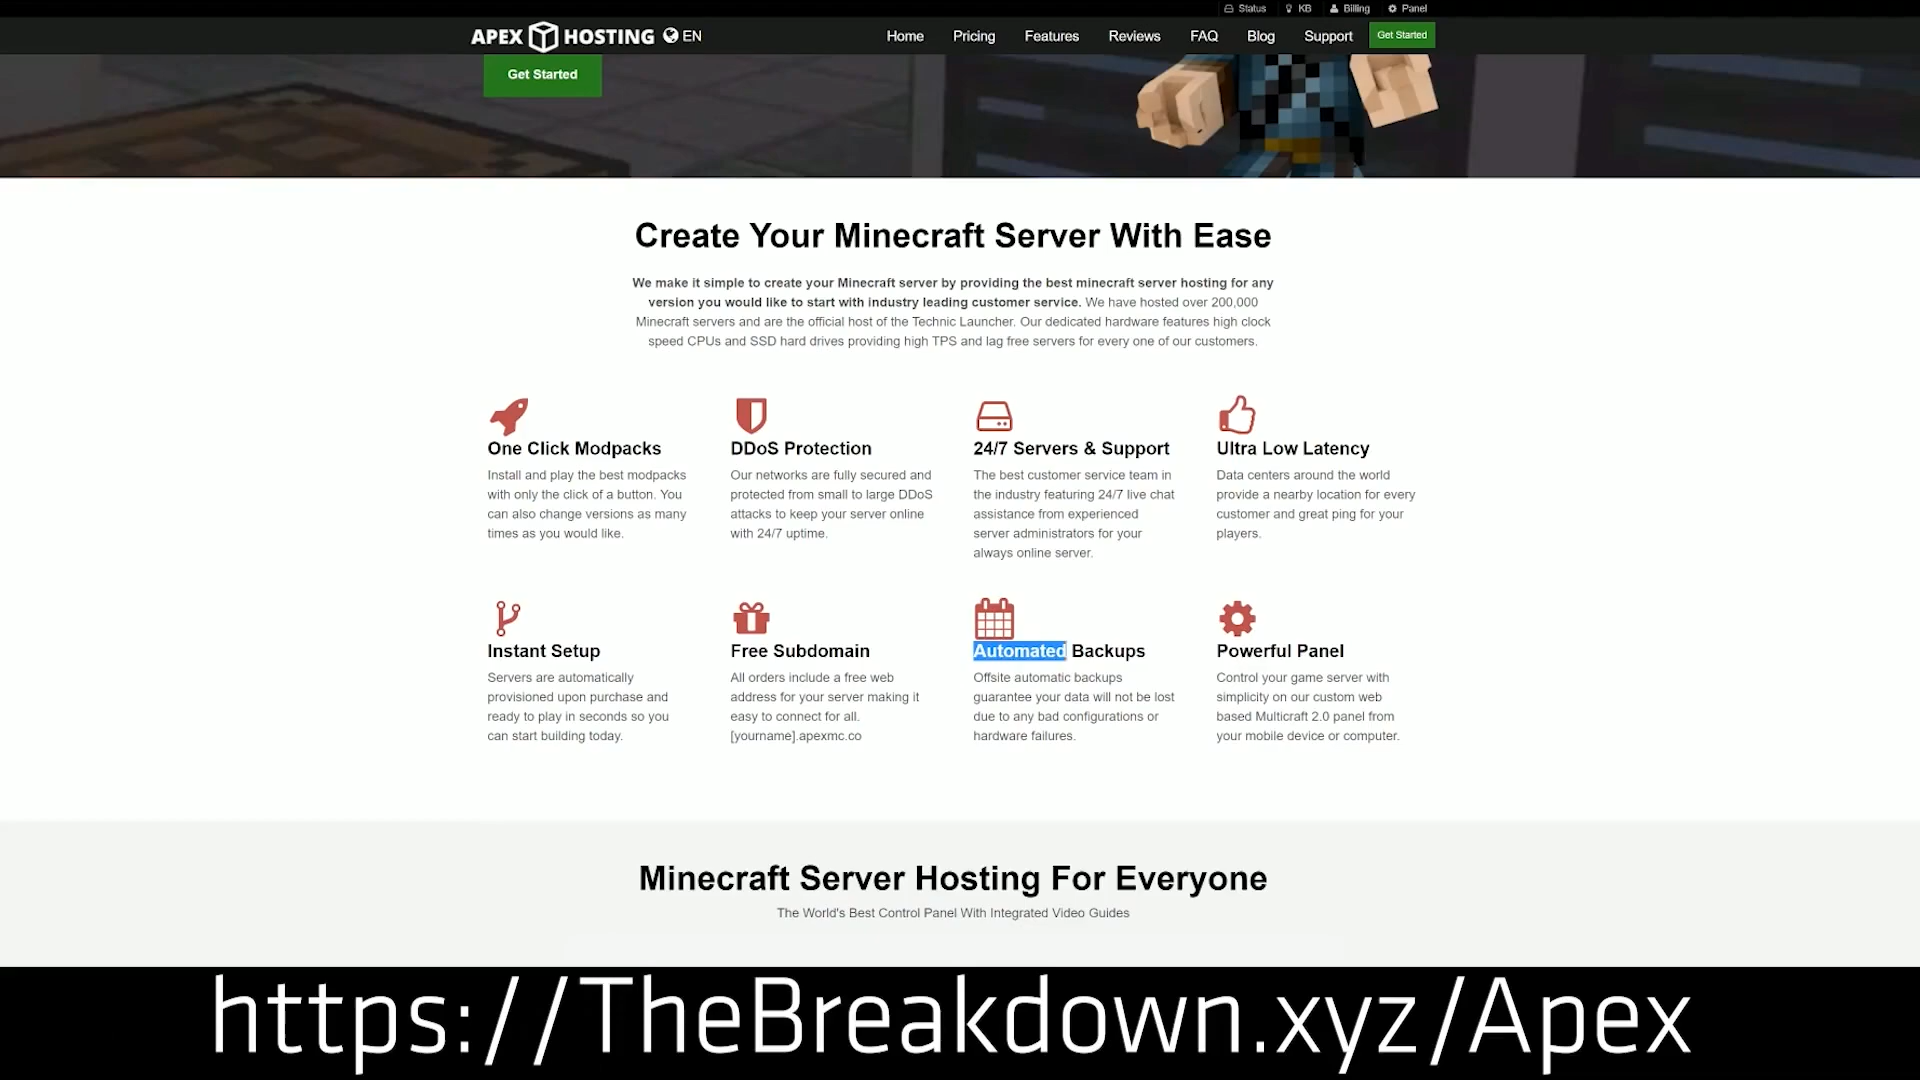 Status KB Billing Panel
APEX HOSTING EN Home Pricing Features Reviews FAQ Blog Support Get Started
Get Started
Create Your Minecraft Server With Ease
We make it simple to create your Minecraft server by providing the best minecraft server hosting for any
version you would like to start with industry leading customer service. We have hosted over 200,000
Minecraft servers and are the official host of the Technic Launcher. Our dedicated hardware features high clock
speed CPUs and SSD hard drives providing high TPS and lag free servers for every one of our customers.
One Click Modpacks
Install and play the best modpacks
with only the click of a button. You
can also change versions as many
times as you would like.
DDoS Protection
Our networks are fully secured and
protected from small to large DDoS
attacks to keep your server online
with 24/7 uptime.
24/7 Servers & Support
The best customer service team in
the industry featuring 24/7 live chat
assistance from experienced
server administrators for your
always online server.
Ultra Low Latency
Data centers around the world
provide a nearby location for every
customer and great ping for your
players.
Instant Setup
Servers are automatically
provisioned upon purchase and
ready to play in seconds so you
can start building today.
Free Subdomain
All orders include a free web
address for your server making it
easy to connect for all.
[yourname].apexmc.co
Automated Backups
Offsite automatic backups
guarantee your data will not be lost
due to any bad configurations or
hardware failures.
Powerful Panel
Control your game server with
simplicity on our custom web
based Multicraft 2.0 panel from
your mobile device or computer.
Minecraft Server Hosting For Everyone
The World's Best Control Panel With Integrated Video Guides
https://TheBreakdown.xyz/Apex